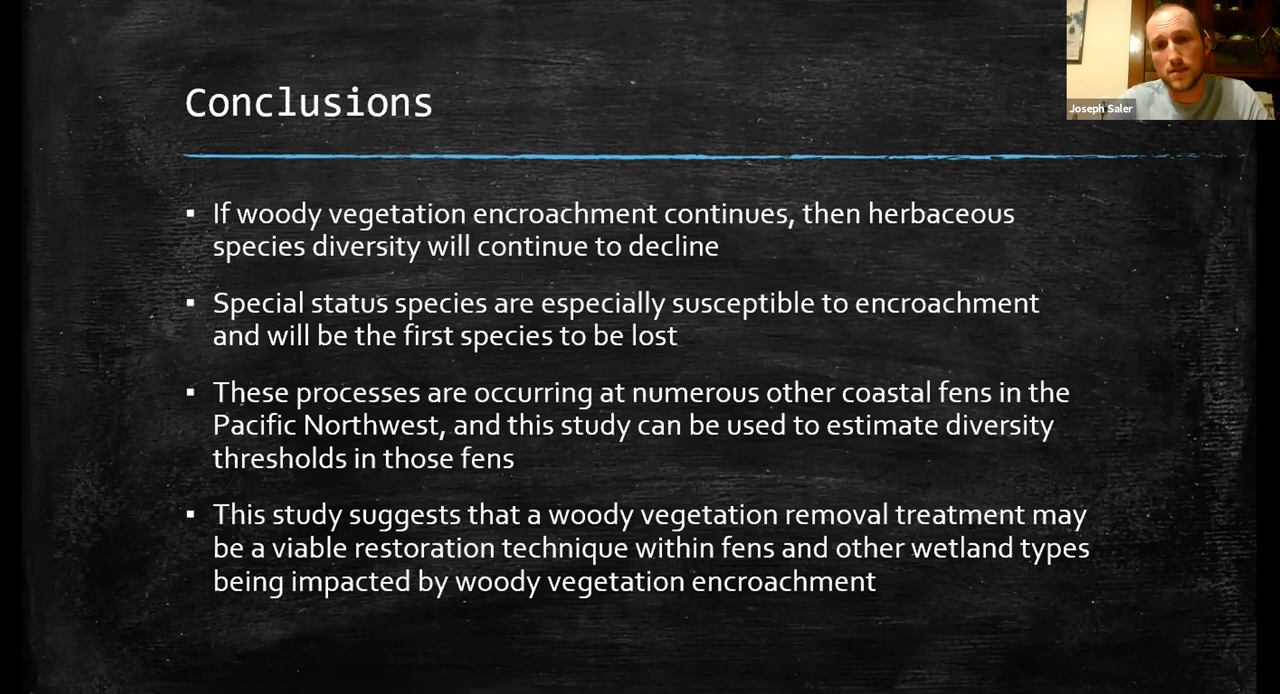 Conclusions
Joseph Saler
▪ If woody vegetation encroachment continues, then herbaceous
species diversity will continue to decline
▪ Special status species are especially susceptible to encroachment
and will be the first species to be lost
▪ These processes are occurring at numerous other coastal fens in the
Pacific Northwest, and this study can be used to estimate diversity
thresholds in those fens
▪ This study suggests that a woody vegetation removal treatment may
be a viable restoration technique within fens and other wetland types
being impacted by woody vegetation encroachment